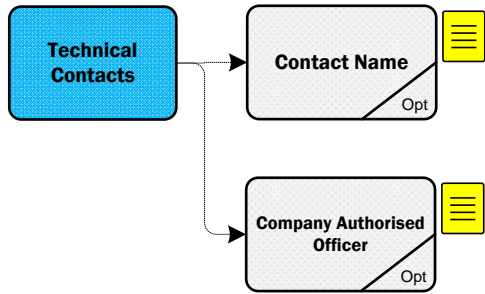 Technical
Contacts
Contact Name
Opt
Company Authorised
Officer
Opt